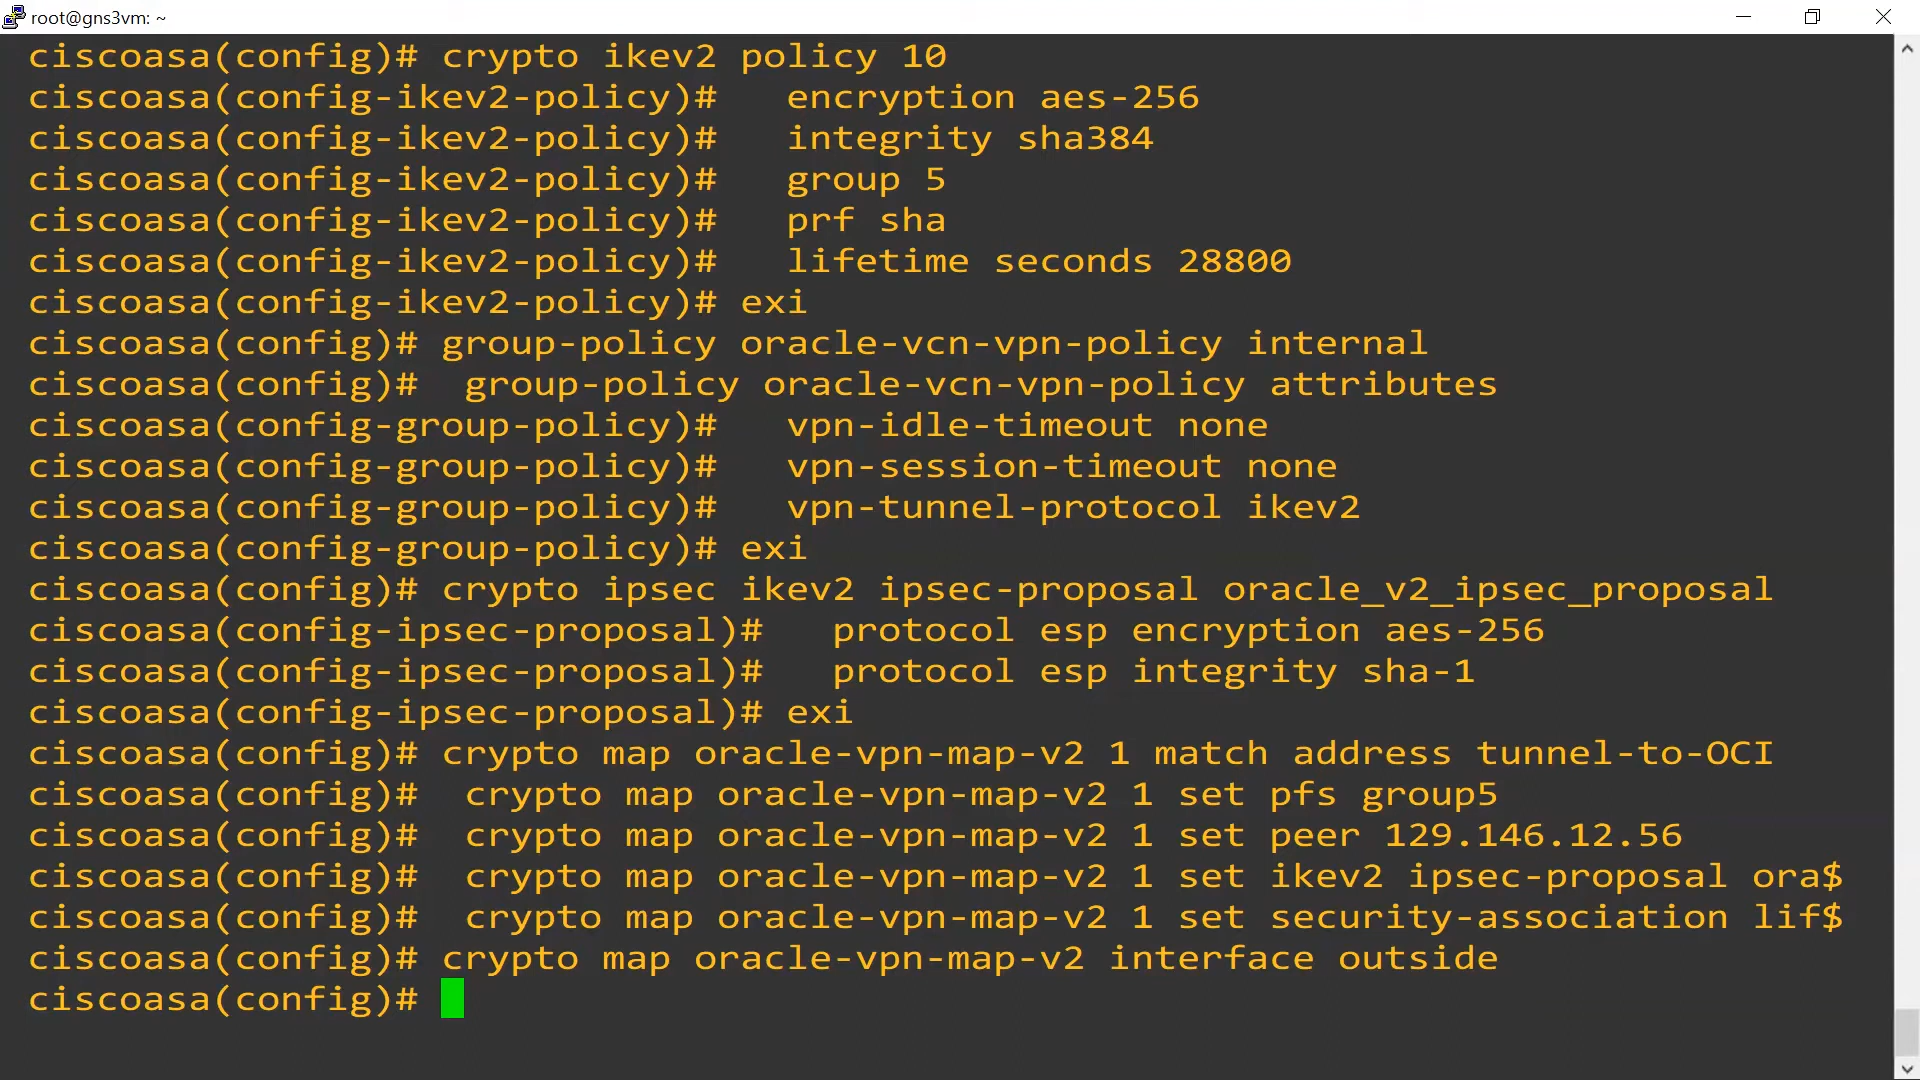 root@gns3vm: ~
ciscoasa(config)# crypto ikev2 policy 10
ciscoasa(config-ikev2-policy)#   encryption aes-256
ciscoasa(config-ikev2-policy)#   integrity sha384
ciscoasa(config-ikev2-policy)#   group 5
ciscoasa(config-ikev2-policy)#   prf sha
ciscoasa(config-ikev2-policy)#   lifetime seconds 28800
ciscoasa(config-ikev2-policy)# exi
ciscoasa(config)# group-policy oracle-vcn-vpn-policy internal
ciscoasa(config)#  group-policy oracle-vcn-vpn-policy attributes
ciscoasa(config-group-policy)#   vpn-idle-timeout none
ciscoasa(config-group-policy)#   vpn-session-timeout none
ciscoasa(config-group-policy)#   vpn-tunnel-protocol ikev2
ciscoasa(config-group-policy)# exi
ciscoasa(config)# crypto ipsec ikev2 ipsec-proposal oracle_v2_ipsec_proposal
ciscoasa(config-ipsec-proposal)#   protocol esp encryption aes-256
ciscoasa(config-ipsec-proposal)#   protocol esp integrity sha-1
ciscoasa(config-ipsec-proposal)# exi
ciscoasa(config)# crypto map oracle-vpn-map-v2 1 match address tunnel-to-OCI
ciscoasa(config)#  crypto map oracle-vpn-map-v2 1 set pfs group5
ciscoasa(config)#  crypto map oracle-vpn-map-v2 1 set peer 129.146.12.56
ciscoasa(config)#  crypto map oracle-vpn-map-v2 1 set ikev2 ipsec-proposal ora$
ciscoasa(config)#  crypto map oracle-vpn-map-v2 1 set security-association lif$
ciscoasa(config)# crypto map oracle-vpn-map-v2 interface outside
ciscoasa(config)#